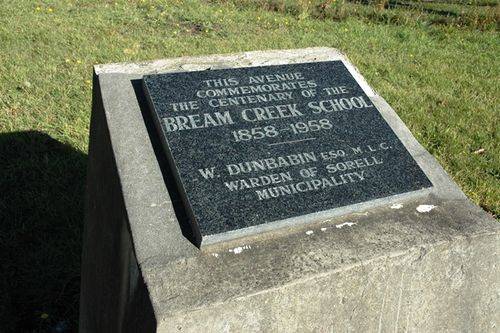 THIS AVENUE
COMMEMORATES
THE CENTENARY OF THE
BREAM CREEK SCHOOL
1858-1958
W. DUNBABIN ESQ. M.L.C.
WARDEN OF SORELL
MUNICIPALITY